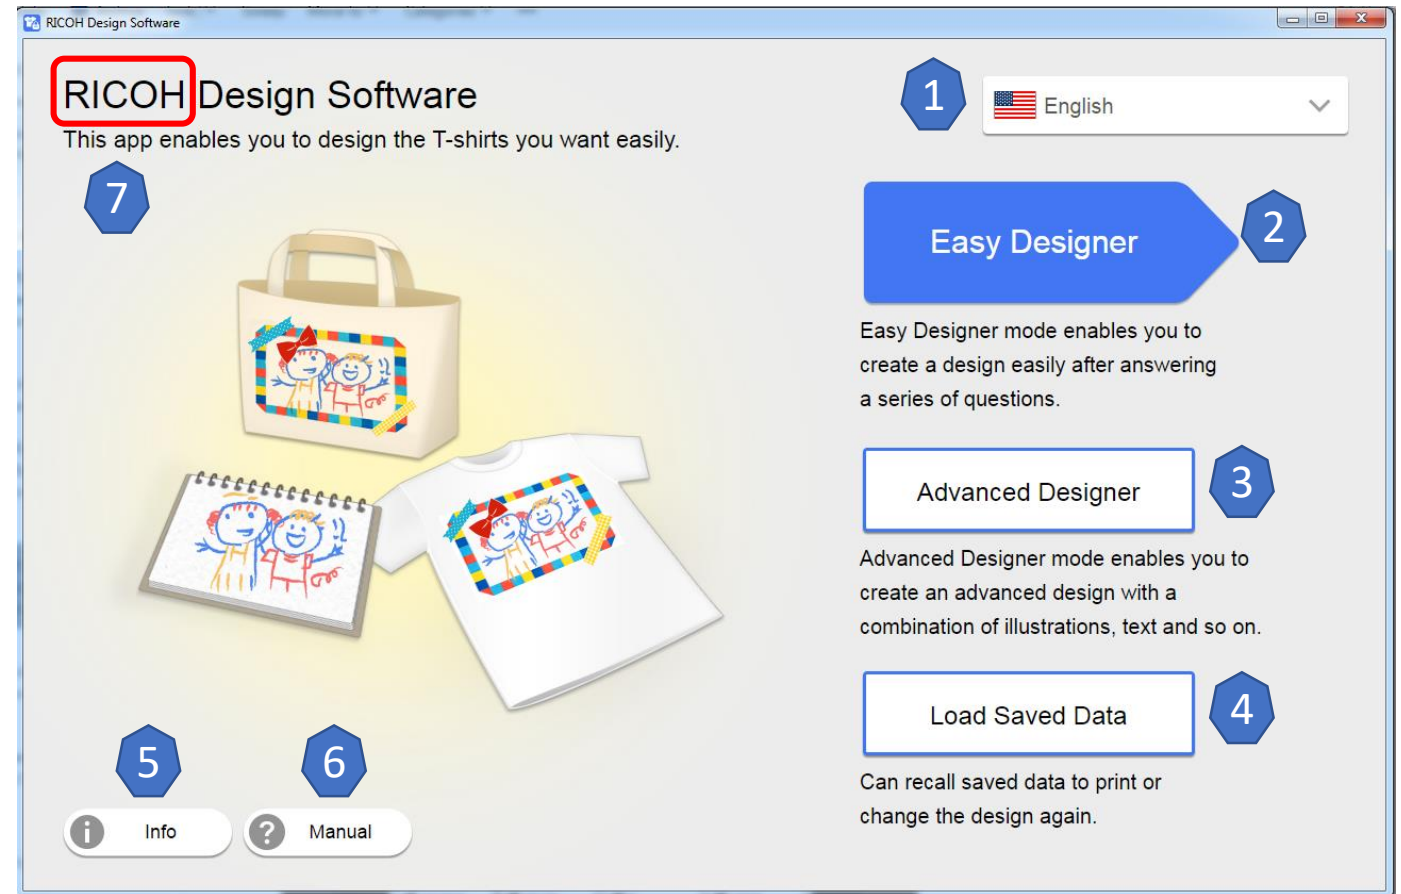 RICOH Design Software
RICOH Design Software
This app enables you to design the T-shirts you want easily.
7
1
English
Easy Designer
2
Easy Designer mode enables you to
create a design easily after answering
a series of questions.
Advanced Designer
3
Advanced Designer mode enables you to
create an advanced design with a
combination of illustrations, text and so on.
Load Saved Data
4
Can recall saved data to print or
change the design again.
5
6
Info
Manual